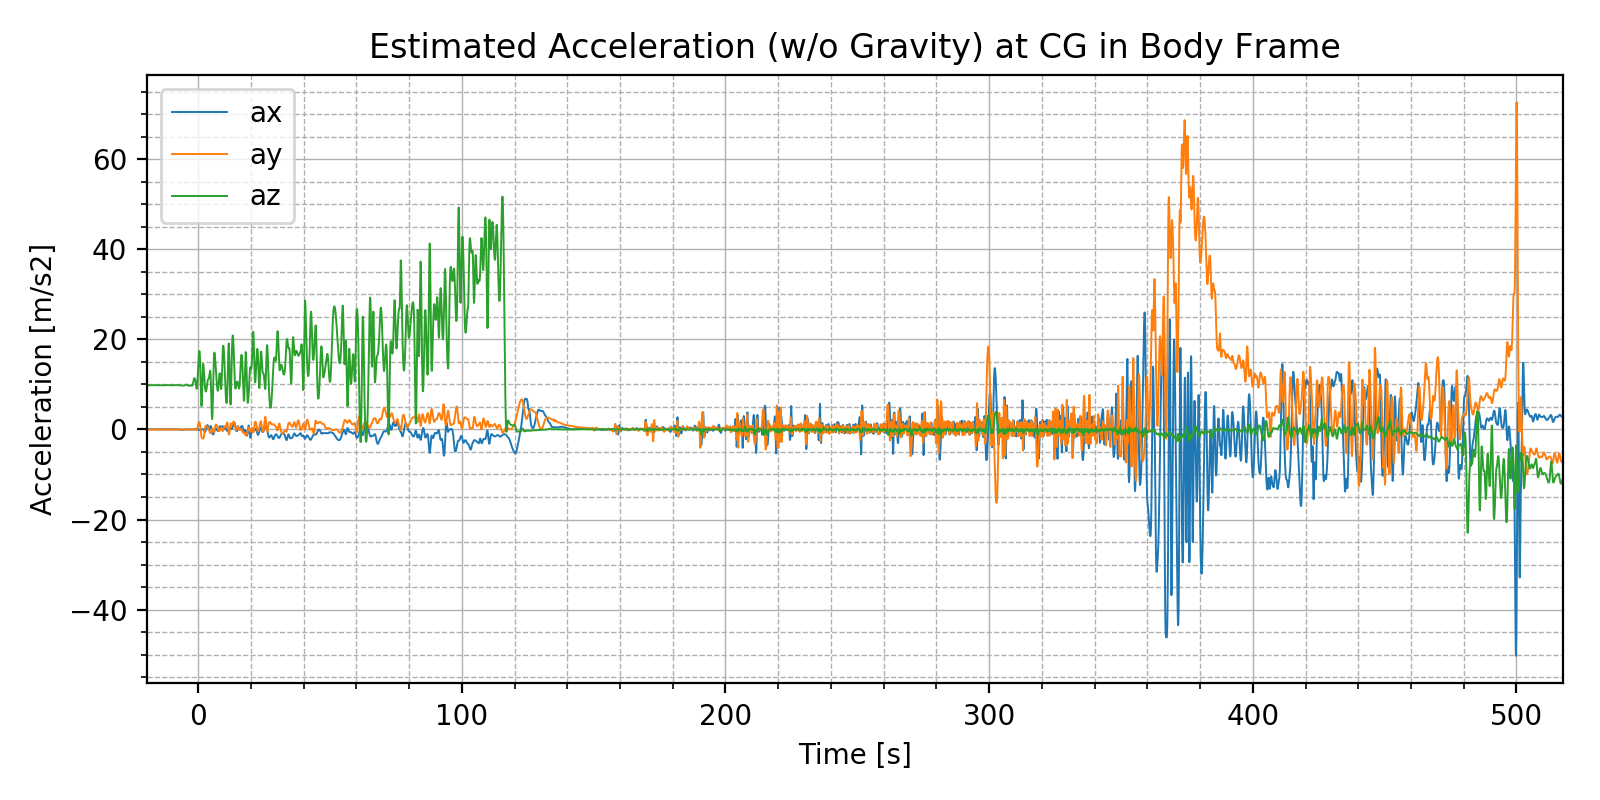 Estimated Acceleration (w/o Gravity) at CG in Body Frame
ax
ay
az
60
40
20
0
−20
−40
Acceleration [m/s2]
0 100 200 300 400 500
Time [s]